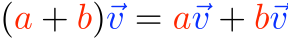 (a + b)v⃗ = av⃗ + bv⃗